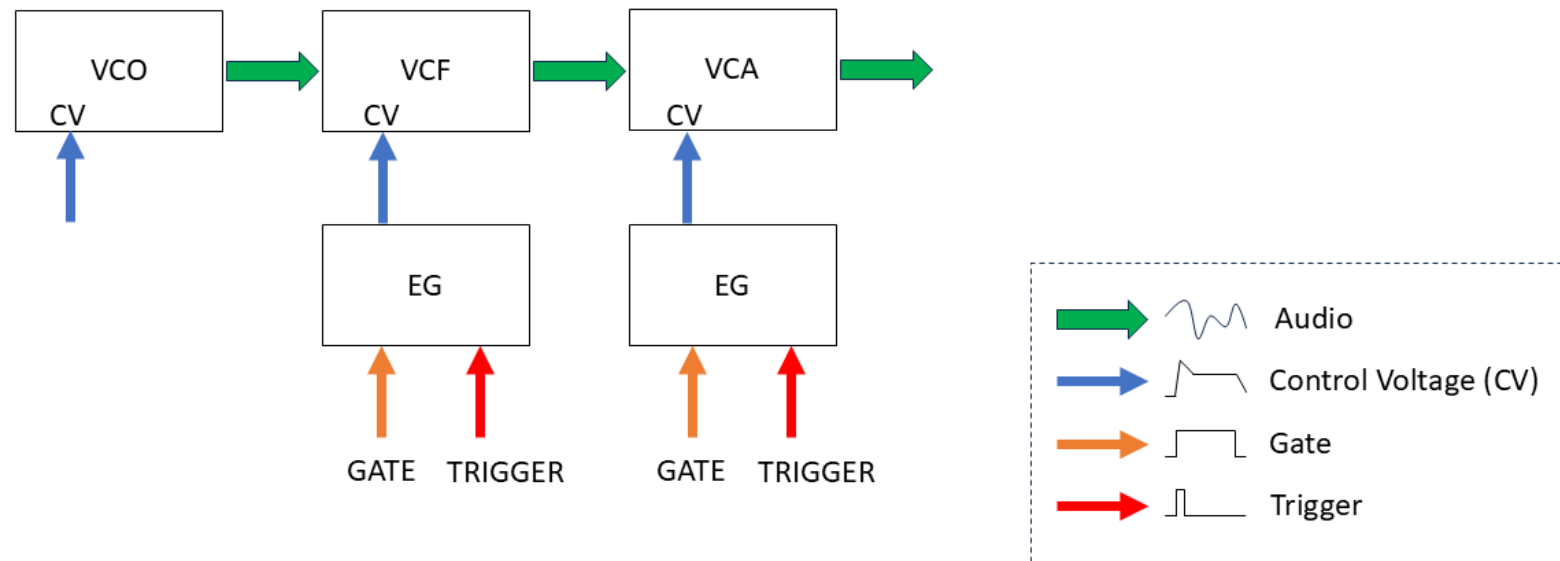 VCO
VCF
VCA
CV
CV
CV
EG
EG
GATE
TRIGGER
GATE
TRIGGER
Audio
Control Voltage (CV)
Gate
Trigger